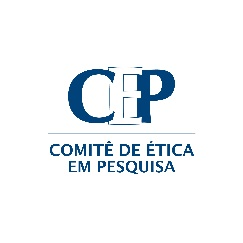 CEP
COMITÊ DE ÉTICA
EM PESQUISA